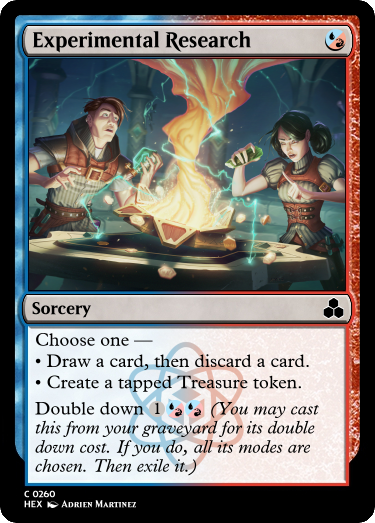 Experimental Research
Sorcery
Choose one —
• Draw a card, then discard a card.
• Create a tapped Treasure token.
Double down 1 (You may cast
this from your graveyard for its double
down cost. If you do, all its modes are
chosen. Then exile it.)
C 0260
HEX Adrien Martinez